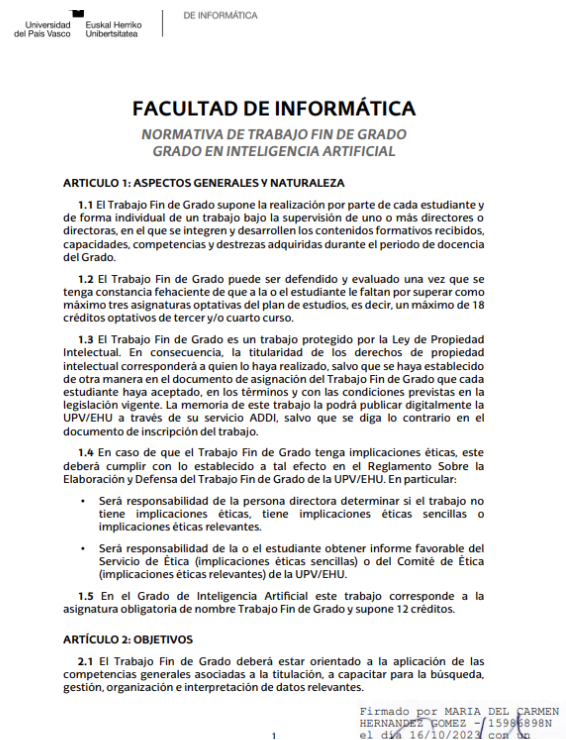 Universidad
del País Vasco
Euskal Herriko
Unibertsitatea
DE INFORMÁTICA
FACULTAD DE INFORMÁTICA
NORMATIVA DE TRABAJO FIN DE GRADO
GRADO EN INTELIGENCIA ARTIFICIAL
ARTICULO 1: ASPECTOS GENERALES Y NATURALEZA
1.1 El Trabajo Fin de Grado supone la realización por parte de cada estudiante y
de forma individual de un trabajo bajo la supervisión de uno o más directores o
directoras, en el que se integren y desarrollen los contenidos formativos recibidos,
capacidades, competencias y destrezas adquiridas durante el periodo de docencia
del Grado.
1.2 El Trabajo Fin de Grado puede ser defendido y evaluado una vez que se
tenga constancia fehaciente de que a la o el estudiante le faltan por superar como
máximo tres asignaturas optativas del plan de estudios, es decir, un máximo de 18
créditos optativos de tercer y/o cuarto curso.
1.3 El Trabajo Fin de Grado es un trabajo protegido por la Ley de Propiedad
Intelectual. En consecuencia, la titularidad de los derechos de propiedad
intelectual corresponderá a quien lo haya realizado, salvo que se haya establecido
de otra manera en el documento de asignación del Trabajo Fin de Grado que cada
estudiante haya aceptado, en los términos y con las condiciones previstas en la
legislación vigente. La memoria de este trabajo la podrá publicar digitalmente la
UPV/EHU a través de su servicio ADDI, salvo que se diga lo contrario en el
documento de inscripción del trabajo.
1.4 En caso de que el Trabajo Fin de Grado tenga implicaciones éticas, este
deberá cumplir con lo establecido a tal efecto en el Reglamento Sobre la
Elaboración y Defensa del Trabajo Fin de Grado de la UPV/EHU. En particular:
• Será responsabilidad de la persona directora determinar si el trabajo no
tiene implicaciones éticas, tiene implicaciones éticas sencillas o
implicaciones éticas relevantes.
• Será responsabilidad de la o el estudiante obtener informe favorable del
Servicio de Ética (implicaciones éticas sencillas) o del Comité de Ética
(implicaciones éticas relevantes) de la UPV/EHU.
1.5 En el Grado de Inteligencia Artificial este trabajo corresponde a la
asignatura obligatoria de nombre Trabajo Fin de Grado y supone 12 créditos.
ARTÍCULO 2: OBJETIVOS
2.1 El Trabajo Fin de Grado deberá estar orientado a la aplicación de las
competencias generales asociadas a la titulación, a capacitar para la búsqueda,
gestión, organización e interpretación de datos relevantes.
Firmado por MARIA DEL CARMEN
HERNANDEZ GOMEZ -
el día 16/10/2023 con un
1